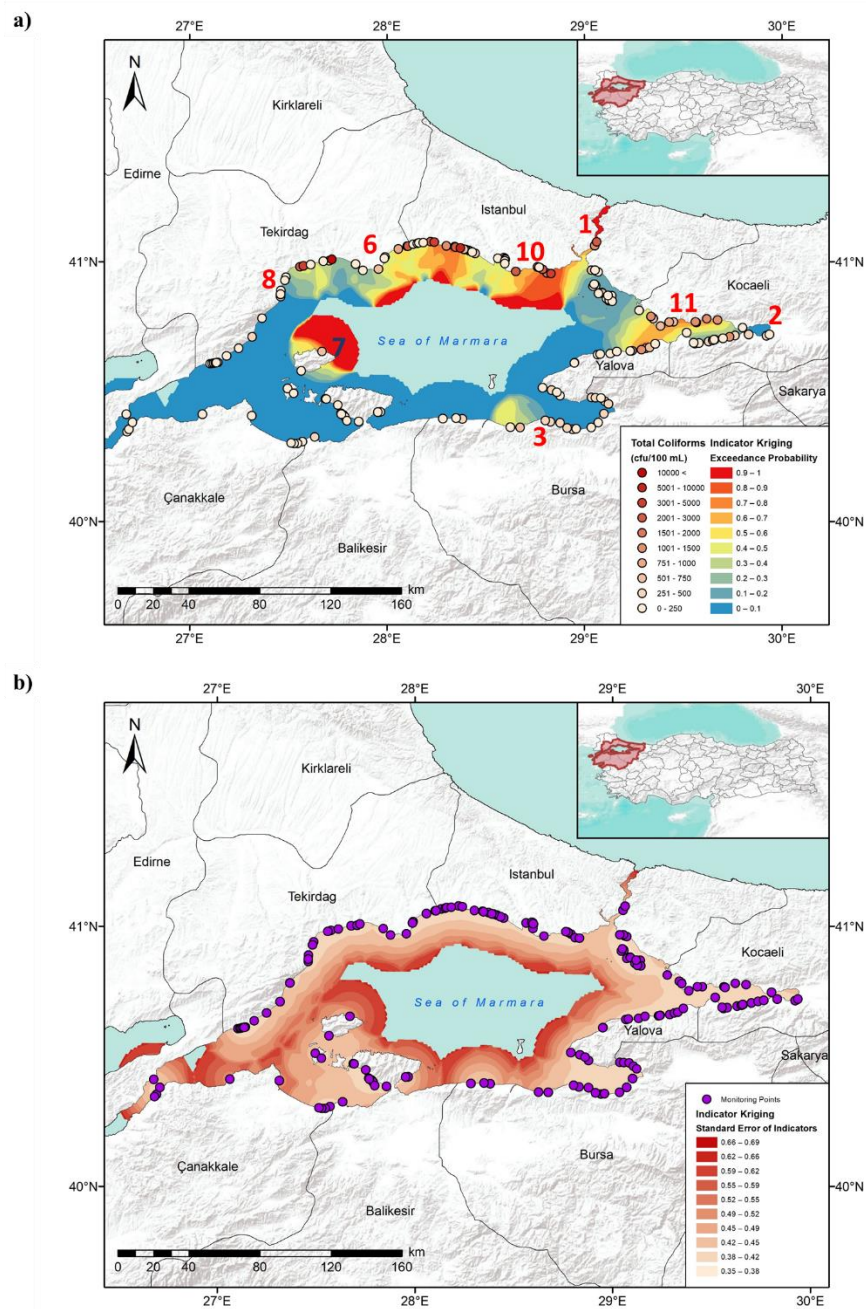 a)
27°E 28°E 29°E 30°E
N
Kirklareli
Edirne
Istanbul
Tekirdag
1
6
41°N
10
41°N
8
Kocaeli
11
2
Sea of Marmara
7
Yalova
Sakarya
3
Çanakkale
Bursa
40°N
40°N
Balikesir
Total Coliforms Indicator Kriging
(cfu/100 mL) Exceedance Probability
10000 < 0.9 – 1
5001 - 10000 0.8 – 0.9
3001 - 5000 0.7 – 0.8
2001 - 3000 0.6 – 0.7
1501 - 2000 0.5 – 0.6
1001 - 1500 0.4 – 0.5
751 - 1000 0.3 – 0.4
501 - 750 0.2 – 0.3
251 - 500 0.1 – 0.2
0 - 250 0 – 0.1
km
0 20 40 80 120 160
27°E 28°E 29°E 30°E
b)
27°E 28°E 29°E 30°E
N
Kirklareli
Edirne
Istanbul
Tekirdag
41°N
41°N
Kocaeli
Sea of Marmara
Yalova
Sakarya
Çanakkale
Bursa
40°N
40°N
Balikesir
Monitoring Points
Indicator Kriging
Standard Error of Indicators
0.66 – 0.69
0.62 – 0.66
0.59 – 0.62
0.55 – 0.59
0.52 – 0.55
0.49 – 0.52
0.45 – 0.49
0.42 – 0.45
0.38 – 0.42
0.35 – 0.38
km
0 20 40 80 120 160
27°E 28°E 29°E 30°E